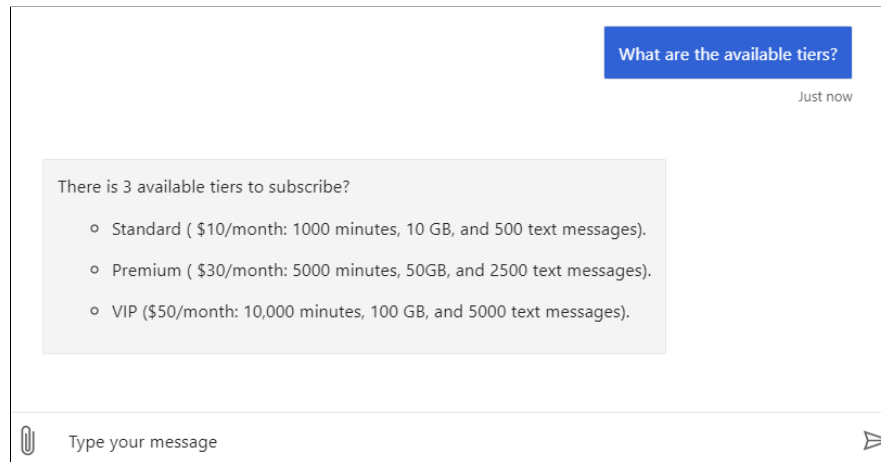 What are the available tiers?
Just now
There is 3 available tiers to subscribe?
Standard ( $10/month: 1000 minutes, 10 GB, and 500 text messages).
Premium ( $30/month: 5000 minutes, 50GB, and 2500 text messages).
VIP ($50/month: 10,000 minutes, 100 GB, and 5000 text messages).
Type your message